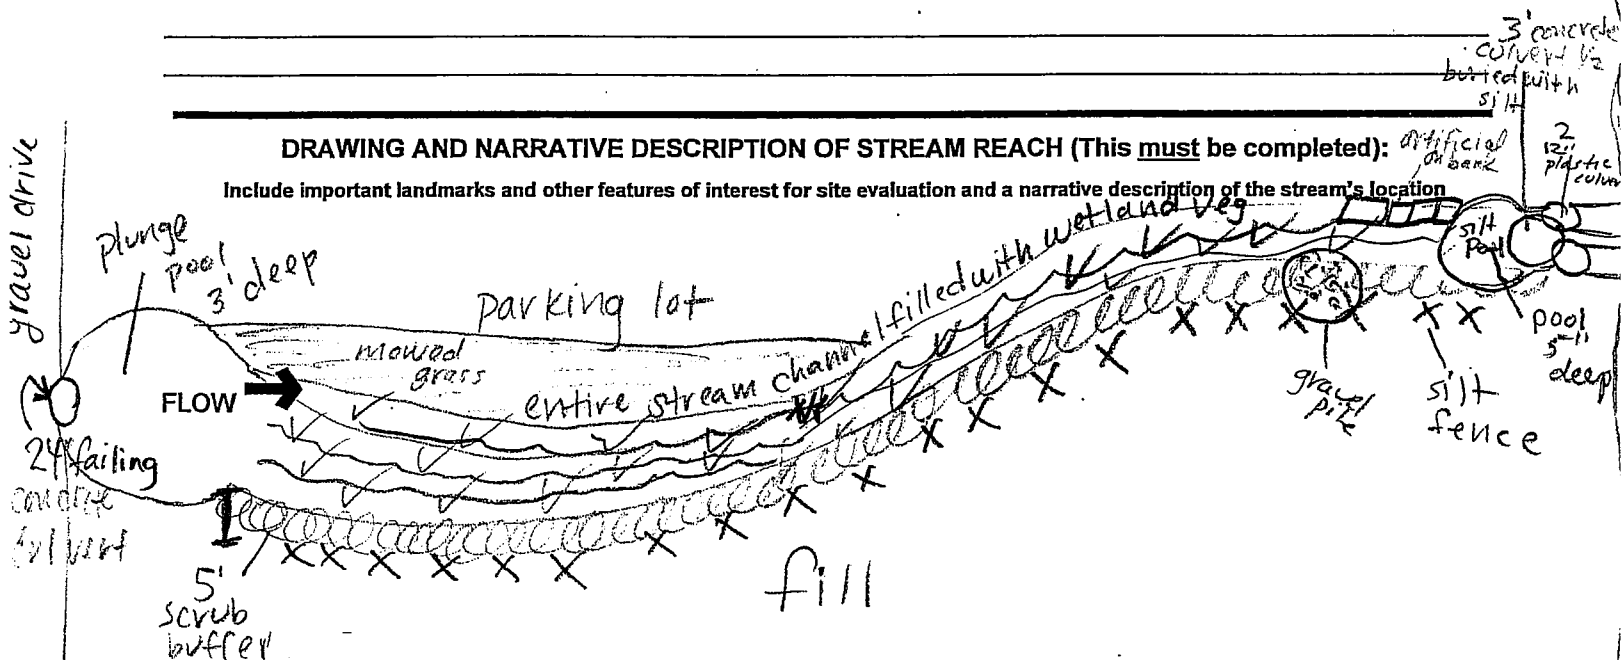 3' concrete
culvert 1/2
buried with
silt
DRAWING AND NARRATIVE DESCRIPTION OF STREAM REACH (This must be completed):
artificial
on bank
2
12"
plastic
Include important landmarks and other features of interest for site evaluation and a narrative description of the stream's location
gravel drive
plunge
pool
3' deep
parking lot
mowed
grass
FLOW
entire stream channel filled with wetland veg
silt
pool
pool
5"
deep
gravel
pile
silt
fence
24" failing
concrete
culvert
5'
scrub
buffer
fill